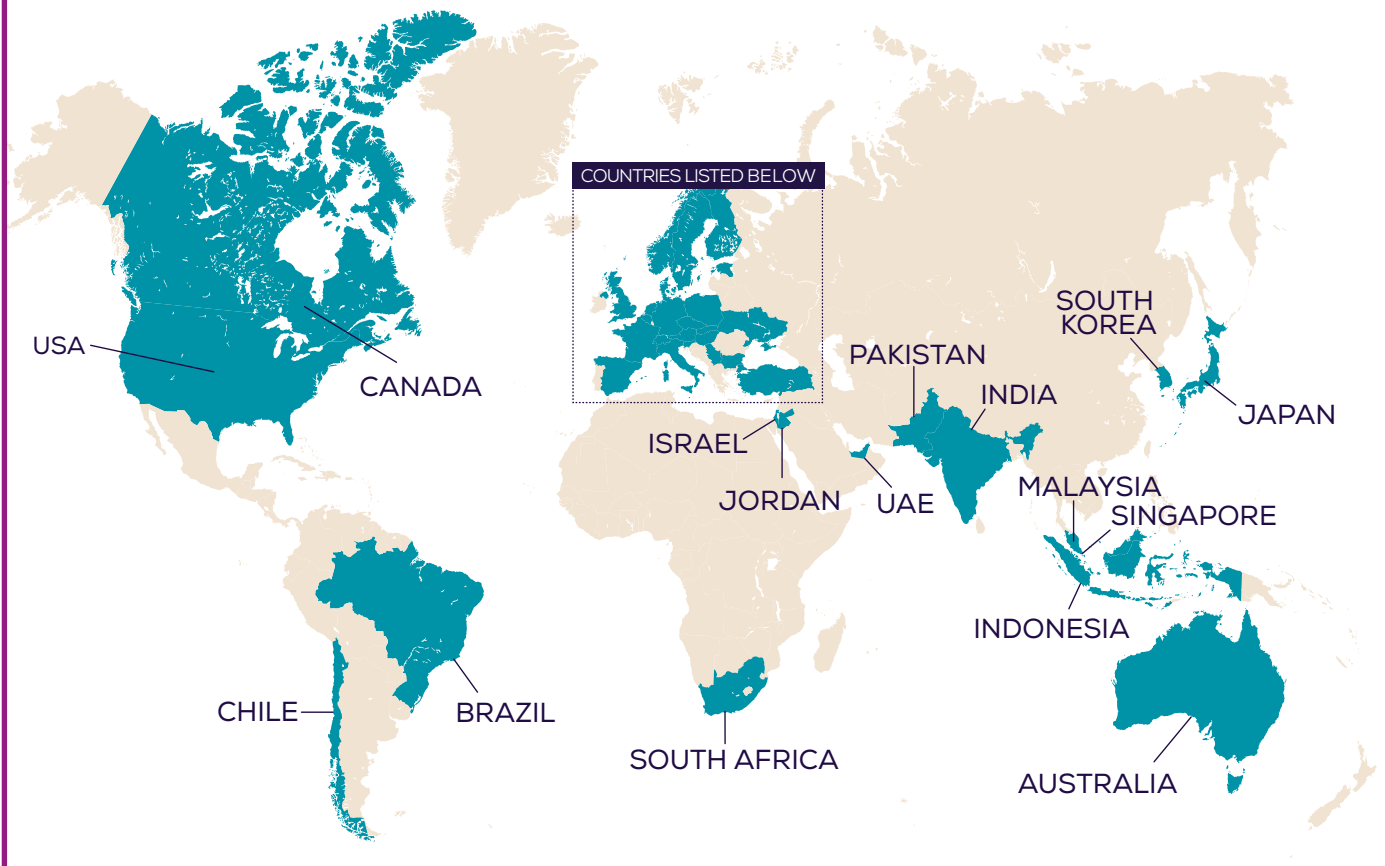 COUNTRIES LISTED BELOW
SOUTH
KOREA
USA
PAKISTAN
CANADA
INDIA
JAPAN
ISRAEL
JORDAN
UAE
MALAYSIA
SINGAPORE
INDONESIA
CHILE
BRAZIL
SOUTH AFRICA
AUSTRALIA